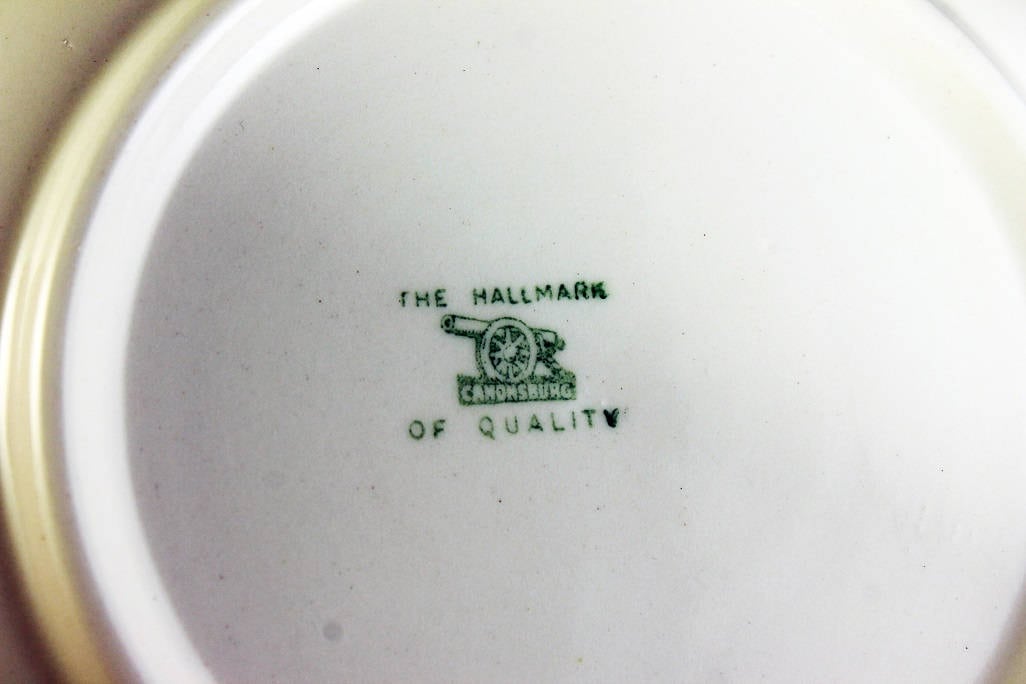 THE HALLMARK
CANONSBURG
OF QUALITY